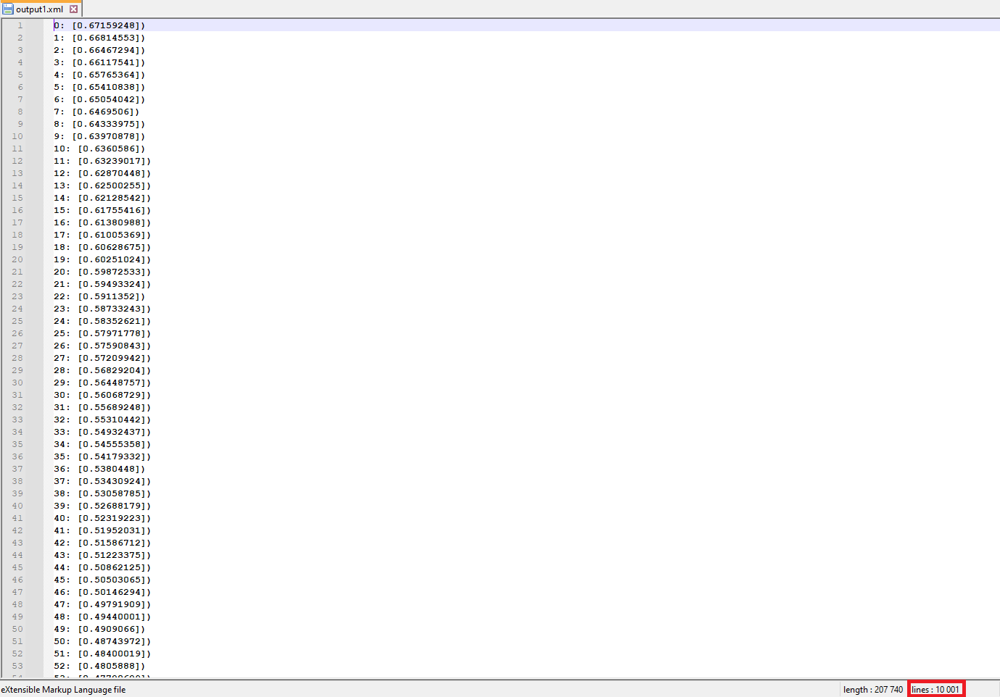 output1.xml
1 0: [0.67159248])
2 1: [0.66814553])
3 2: [0.66467294])
4 3: [0.66117541])
5 4: [0.65765364])
6 5: [0.65410838])
7 6: [0.65054042])
8 7: [0.6469506])
9 8: [0.64333975])
10 9: [0.63970878])
11 10: [0.6360586])
12 11: [0.63239017])
13 12: [0.62870448])
14 13: [0.62500255])
15 14: [0.62128542])
16 15: [0.61755416])
17 16: [0.61380988])
18 17: [0.61005369])
19 18: [0.60628675])
20 19: [0.60251024])
21 20: [0.59872533])
22 21: [0.59493324])
23 22: [0.5911352])
24 23: [0.58733243])
25 24: [0.58352621])
26 25: [0.57971778])
27 26: [0.57590843])
28 27: [0.57209942])
29 28: [0.56829204])
30 29: [0.56448757])
31 30: [0.56068729])
32 31: [0.55689248])
33 32: [0.55310442])
34 33: [0.54932437])
35 34: [0.54555358])
36 35: [0.54179332])
37 36: [0.5380448])
38 37: [0.53430924])
39 38: [0.53058785])
40 39: [0.52688179])
41 40: [0.52319223])
42 41: [0.51952031])
43 42: [0.51586712])
44 43: [0.51223375])
45 44: [0.50862125])
46 45: [0.50503065])
47 46: [0.50146294])
48 47: [0.49791909])
49 48: [0.49440001])
50 49: [0.4909066])
51 50: [0.48743972])
52 51: [0.48400019])
53 52: [0.4805888])
eXtensible Markup Language file length : 207 740 lines : 10 001